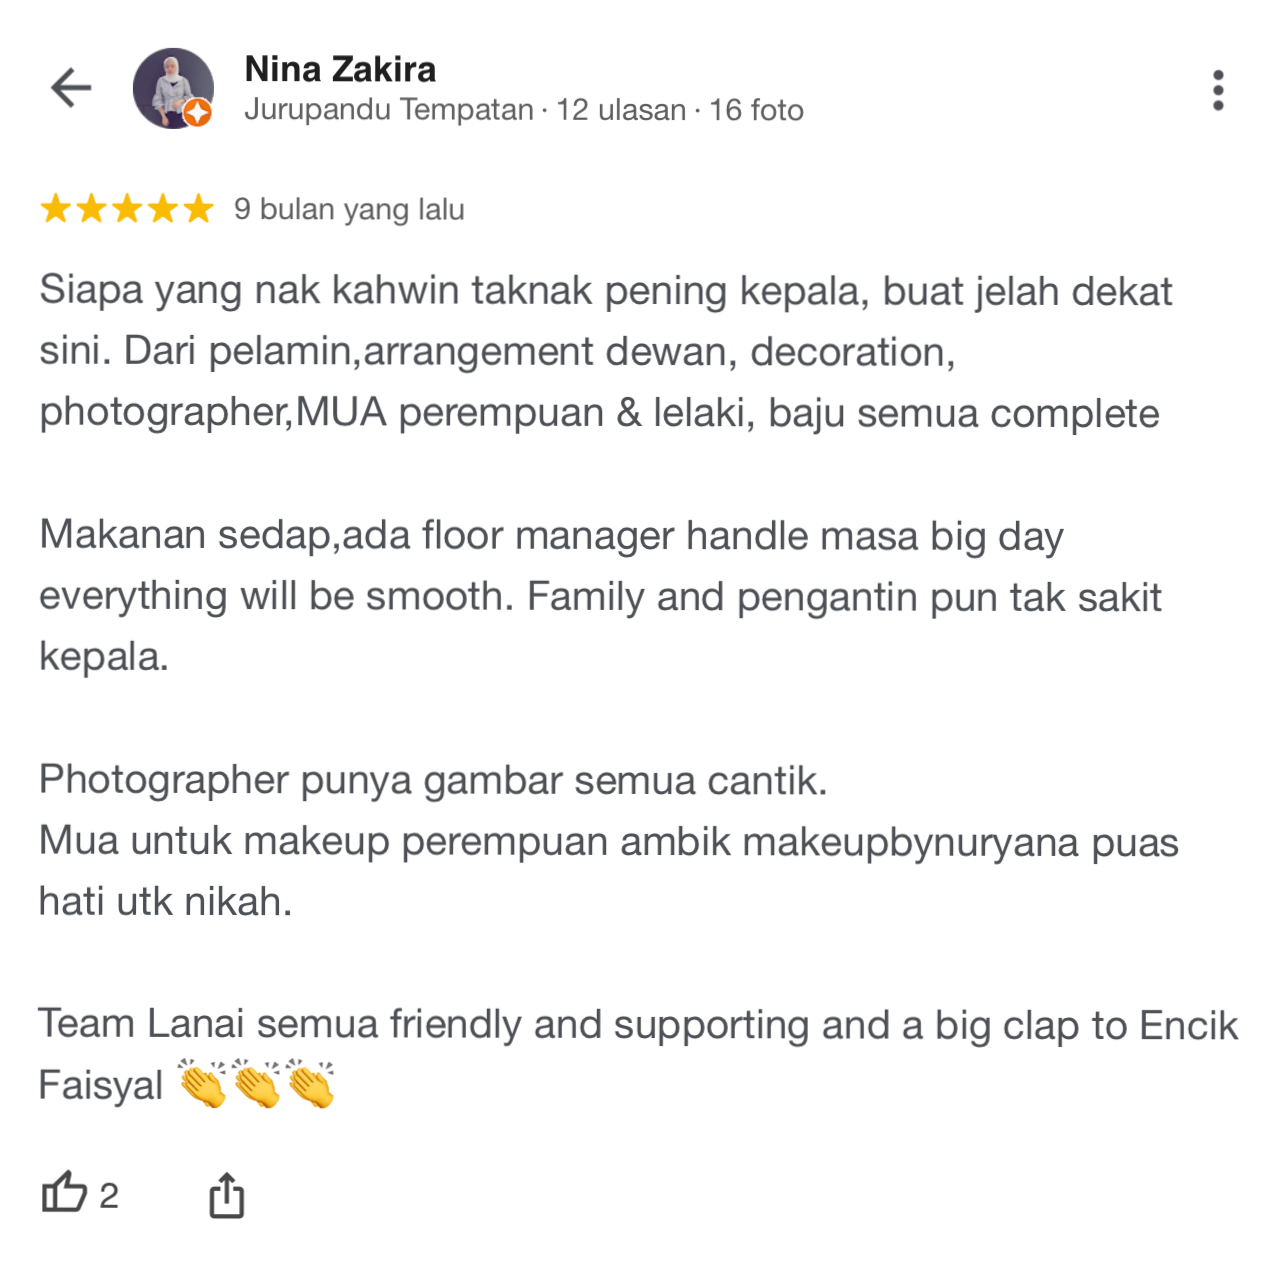 Nina Zakira
Jurupandu Tempatan · 12 ulasan · 16 foto
9 bulan yang lalu
Siapa yang nak kahwin taknak pening kepala, buat jelah dekat
sini. Dari pelamin,arrangement dewan, decoration,
photographer,MUA perempuan & lelaki, baju semua complete
Makanan sedap,ada floor manager handle masa big day
everything will be smooth. Family and pengantin pun tak sakit
kepala.
Photographer punya gambar semua cantik.
Mua untuk makeup perempuan ambik makeupbynuryana puas
hati utk nikah.
Team Lanai semua friendly and supporting and a big clap to Encik
Faisyal 👏👏👏
2